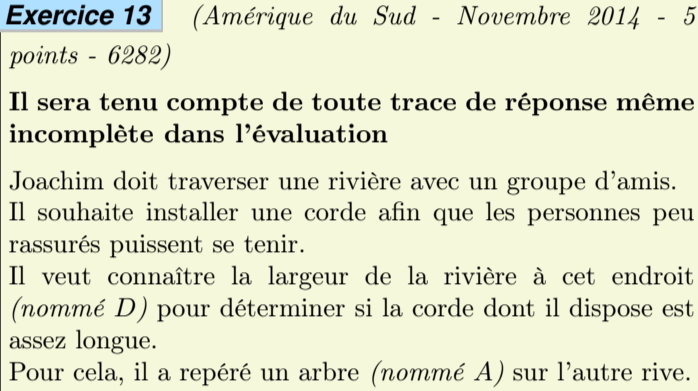 Exercice 13 (Amérique du Sud - Novembre 2014 - 5
points - 6282)
Il sera tenu compte de toute trace de réponse même
incomplète dans l'évaluation
Joachim doit traverser une rivière avec un groupe d'amis.
Il souhaite installer une corde afin que les personnes peu
rassurés puissent se tenir.
Il veut connaître la largeur de la rivière à cet endroit
(nommé D) pour déterminer si la corde dont il dispose est
assez longue.
Pour cela, il a repéré un arbre (nommé A) sur l'autre rive.